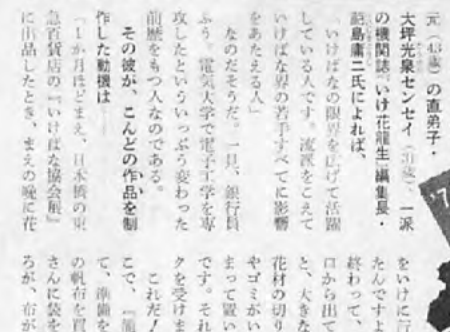 元（43歳）の直弟子・
大坪光泉センセイ（31歳）、一派
の機関誌『いけ花龍生』編集長・
島庸二氏によれば、
「いけばなの限界を広げて活躍
している人です。流派をこえて
いけばな界の若手すべてに影響
をあたえる人」
なのだそうだ。一見、銀行員
ふう。電気大学で電子工学を専
攻したといういっぷう変わった
前歴をもつ人なのである。
その彼が、こんどの作品を制
作した動機は……
「1か月ほどまえ、日本橋の東
急百貨店の『いけばな協会展』
に出品したとき、まえの晩に花
をいけに行
たんです
終わって、
口から出て
と、大きな
花材の切り
やゴミがい
まって置い
です。それ
クを受けま
これだ！
こで、『龍
て、準備を
の帆布を買
さんに袋を
ろが、布が